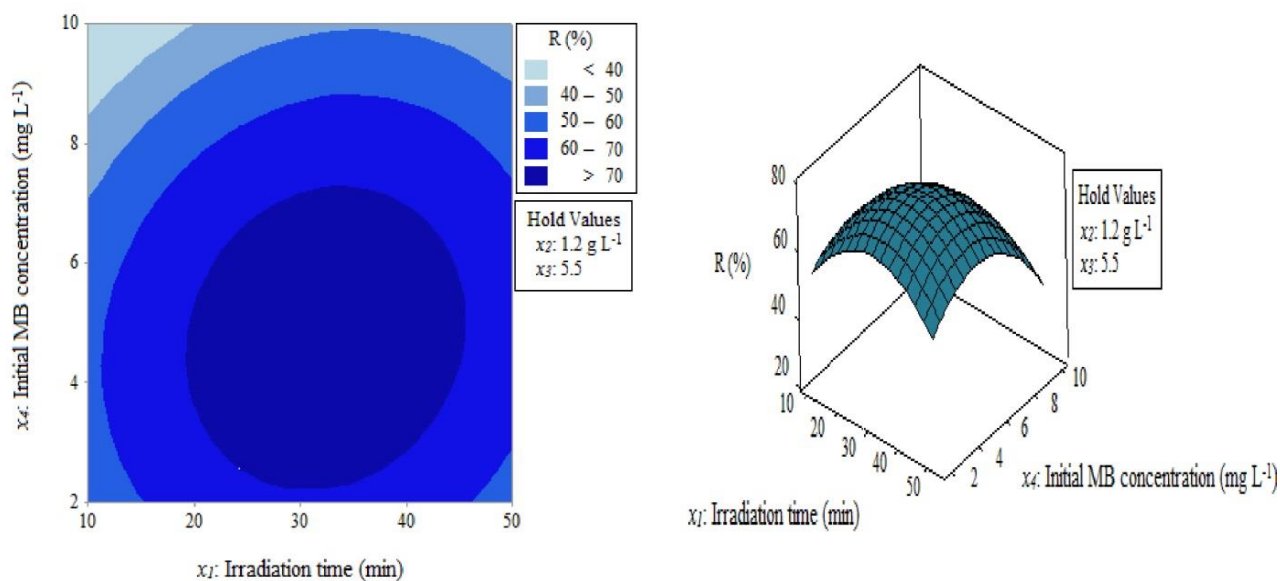 10
8
6
4
2
x4: Initial MB concentration (mg L-1)
10
20
30
40
50
x1: Irradiation time (min)
R (%)
< 40
40 – 50
50 – 60
60 – 70
> 70
Hold Values
x2: 1.2 g L-1
x3: 5.5
80
60
40
20
R (%)
10
20
30
40
50
x1: Irradiation time (min)
2
4
6
8
10
x4: Initial MB concentration (mg L-1)
Hold Values
x2: 1.2 g L-1
x3: 5.5